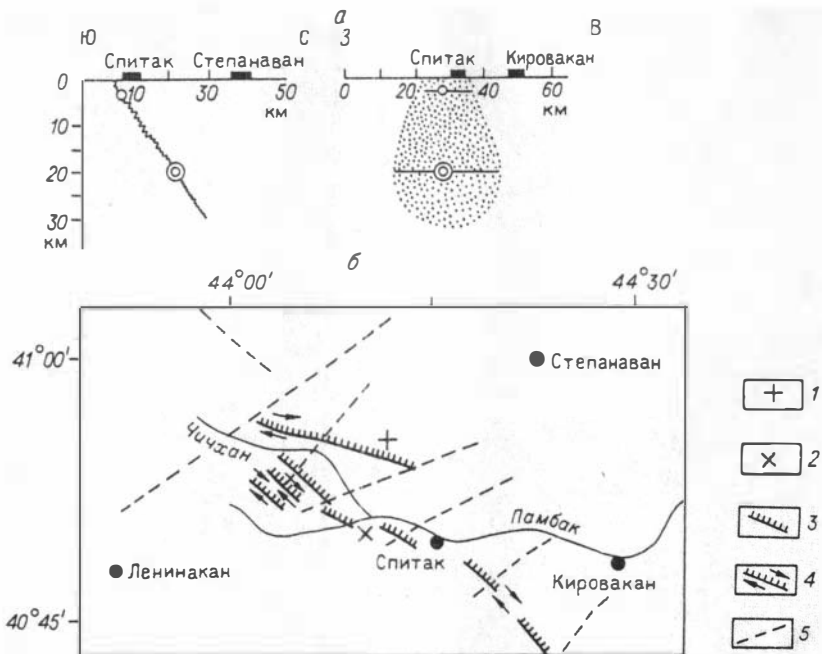 а
Ю С З В
Спитак Степанаван Спитак Кировакан
0 10 30 50 0 20 40 60
км км
10
20
30
км
б
44°00' 44°30'
41°00'
Степанаван
Чичхан
Памбак
Спитак
Ленинакан
Кировакан
40°45'
1
2
3
4
5